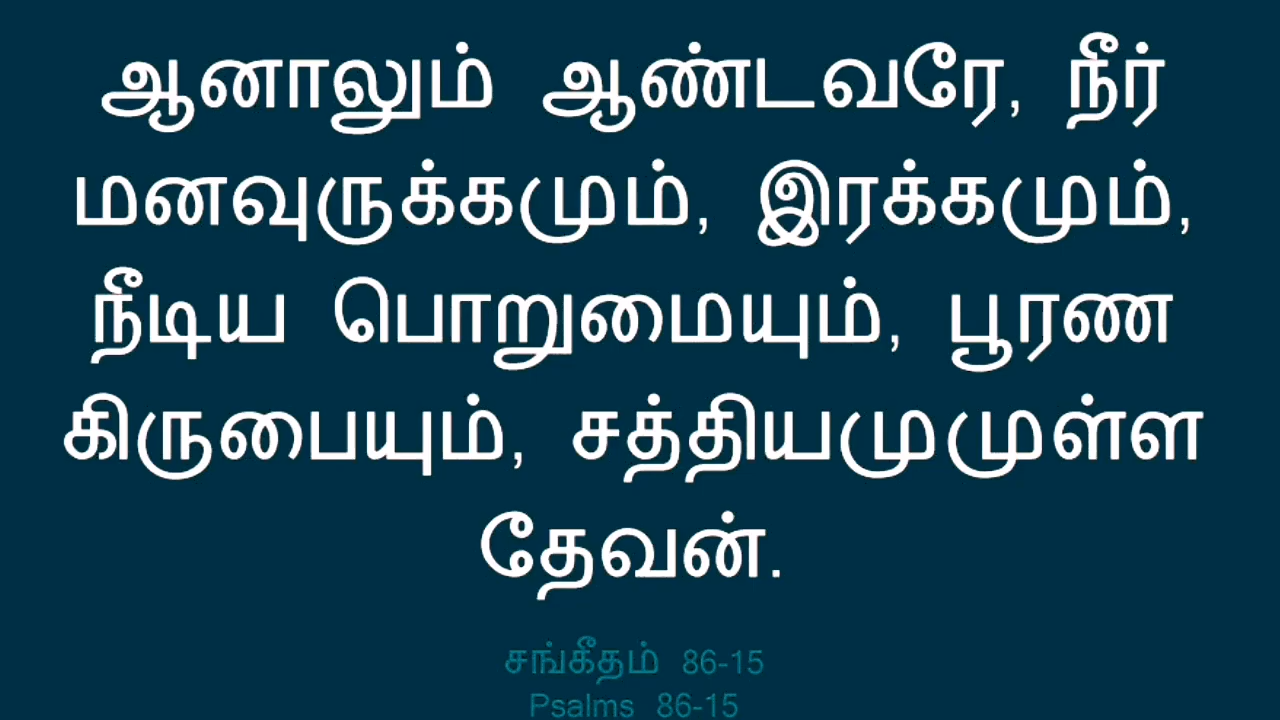 ஆனாலும் ஆண்டவரே, நீர்
மனவுருக்கமும், இரக்கமும்,
நீடிய பொறுமையும், பூரண
கிருபையும், சத்தியமுமுள்ள
தேவன்.
சங்கீதம் 86-15
Psalms 86-15